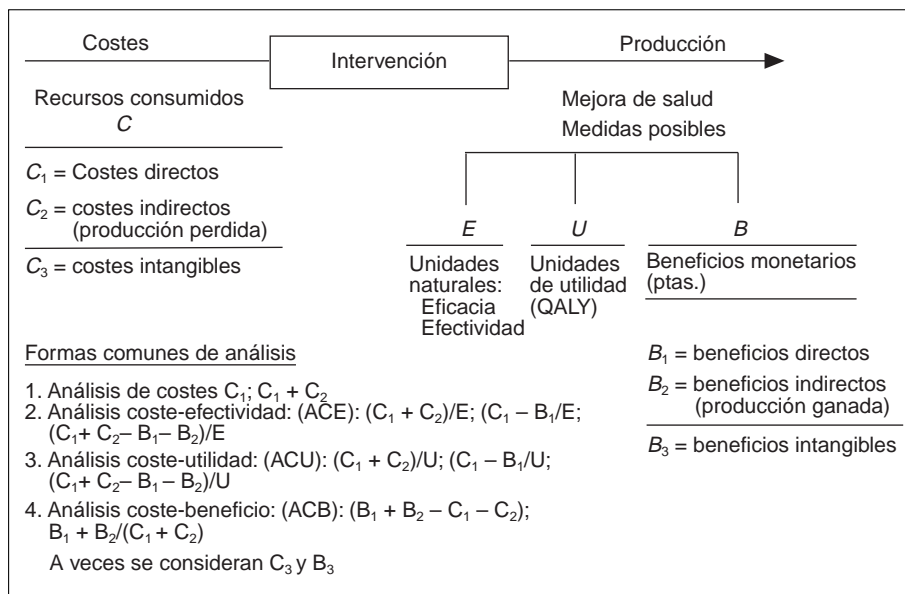 Costes
Intervención
Producción
Recursos consumidos
C
C₁ = Costes directos
C₂ = costes indirectos
(producción perdida)
C₃ = costes intangibles
Mejora de salud
Medidas posibles
E
Unidades
naturales:
Eficacia
Efectividad
U
Unidades
de utilidad
(QALY)
B
Beneficios monetarios
(ptas.)
B₁ = beneficios directos
B₂ = beneficios indirectos
(producción ganada)
B₃ = beneficios intangibles
Formas comunes de análisis
1. Análisis de costes C₁; C₁ + C₂
2. Análisis coste-efectividad: (ACE): (C₁ + C₂)/E; (C₁ – B₁/E;
(C₁+ C₂– B₁– B₂)/E
3. Análisis coste-utilidad: (ACU): (C₁ + C₂)/U; (C₁ – B₁/U;
(C₁+ C₂– B₁ – B₂)/U
4. Análisis coste-beneficio: (ACB): (B₁ + B₂ – C₁ – C₂);
B₁ + B₂/(C₁ + C₂)
A veces se consideran C₃ y B₃